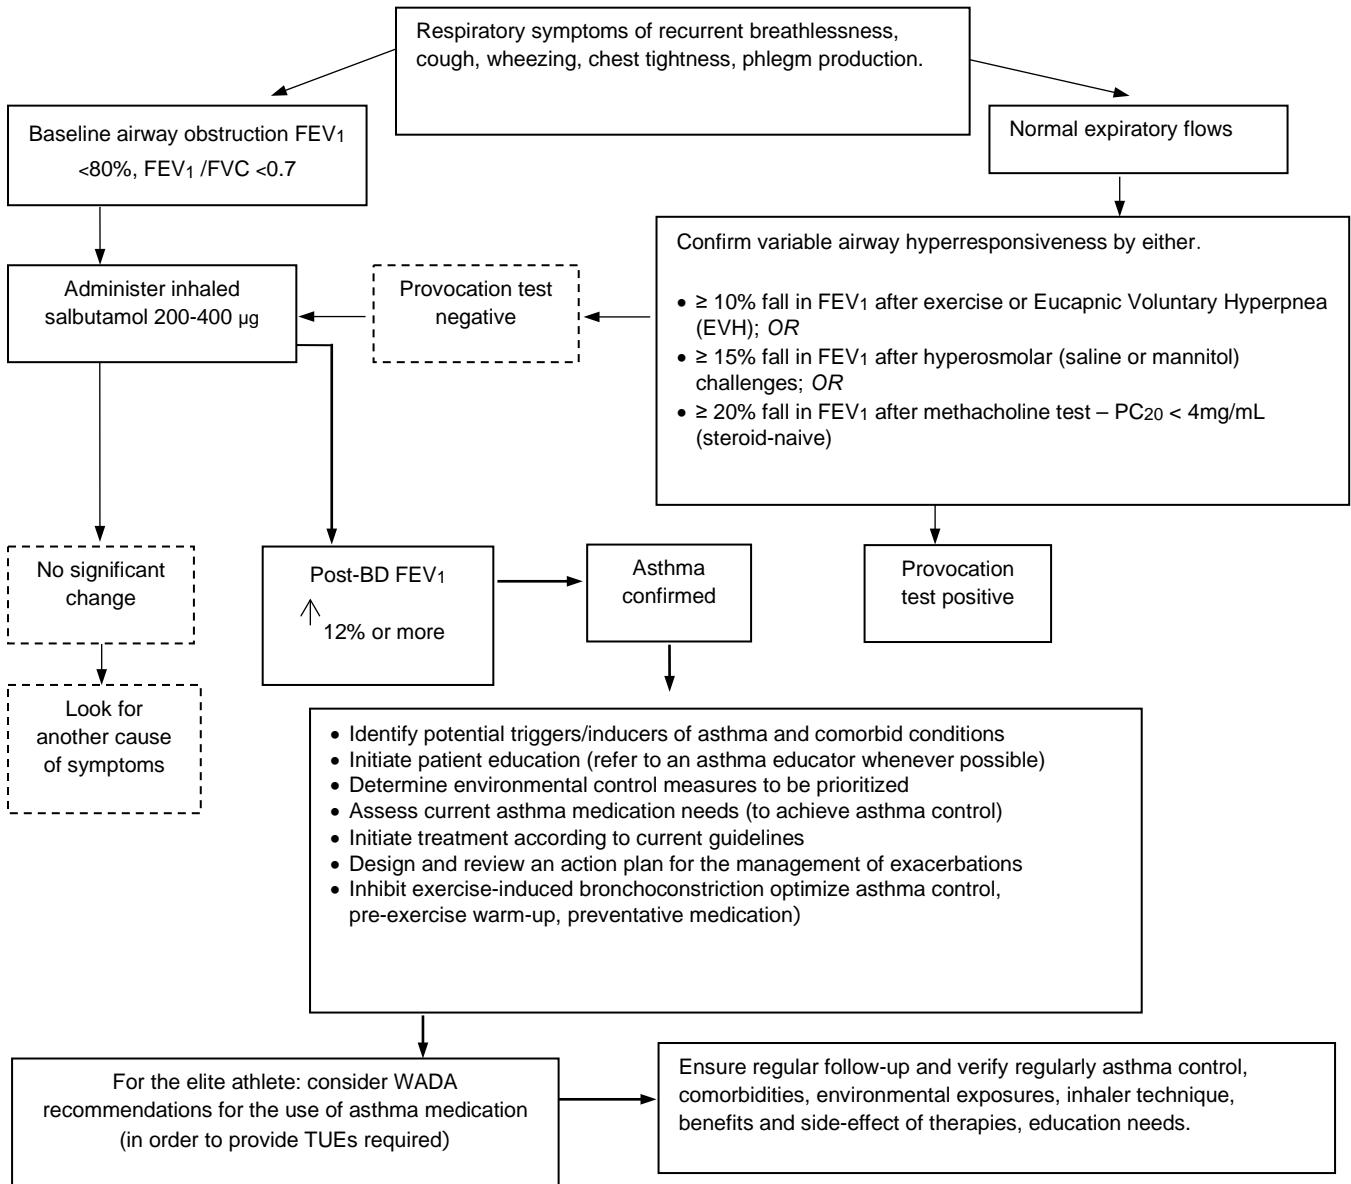 Respiratory symptoms of recurrent breathlessness,
cough, wheezing, chest tightness, phlegm production.
Baseline airway obstruction FEV1
<80%, FEV1 /FVC <0.7
Normal expiratory flows
Confirm variable airway hyperresponsiveness by either.
• ≥ 10% fall in FEV1 after exercise or Eucapnic Voluntary Hyperpnea
(EVH); OR
• ≥ 15% fall in FEV1 after hyperosmolar (saline or mannitol)
challenges; OR
• ≥ 20% fall in FEV1 after methacholine test – PC20 < 4mg/mL
(steroid-naive)
Administer inhaled
salbutamol 200-400 µg
Provocation test
negative
No significant
change
Post-BD FEV1
↑ 12% or more
Asthma
confirmed
Provocation
test positive
Look for
another cause
of symptoms
• Identify potential triggers/inducers of asthma and comorbid conditions
• Initiate patient education (refer to an asthma educator whenever possible)
• Determine environmental control measures to be prioritized
• Assess current asthma medication needs (to achieve asthma control)
• Initiate treatment according to current guidelines
• Design and review an action plan for the management of exacerbations
• Inhibit exercise-induced bronchoconstriction optimize asthma control,
pre-exercise warm-up, preventative medication)
For the elite athlete: consider WADA
recommendations for the use of asthma medication
(in order to provide TUEs required)
Ensure regular follow-up and verify regularly asthma control,
comorbidities, environmental exposures, inhaler technique,
benefits and side-effect of therapies, education needs.